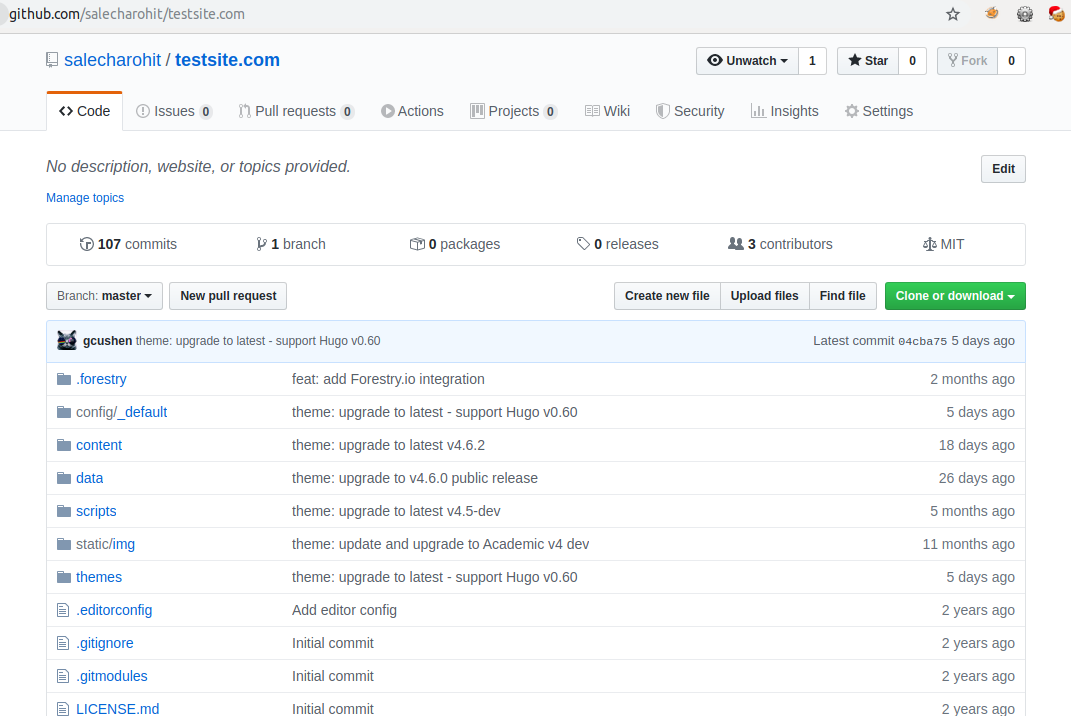 github.com/salecharohit/testsite.com
salecharohit / testsite.com
Unwatch 1 Star 0 Fork 0
Code Issues 0 Pull requests 0 Actions Projects 0 Wiki Security Insights Settings
No description, website, or topics provided. Edit
Manage topics
107 commits 1 branch 0 packages 0 releases 3 contributors MIT
Branch: master New pull request Create new file Upload files Find file Clone or download
gcushen theme: upgrade to latest - support Hugo v0.60 Latest commit 04cba75 5 days ago
.forestry feat: add Forestry.io integration 2 months ago
config/_default theme: upgrade to latest - support Hugo v0.60 5 days ago
content theme: upgrade to latest v4.6.2 18 days ago
data theme: upgrade to v4.6.0 public release 26 days ago
scripts theme: upgrade to latest v4.5-dev 5 months ago
static/img theme: update and upgrade to Academic v4 dev 11 months ago
themes theme: upgrade to latest - support Hugo v0.60 5 days ago
.editorconfig Add editor config 2 years ago
.gitignore Initial commit 2 years ago
.gitmodules Initial commit 2 years ago
LICENSE.md Initial commit 2 years ago